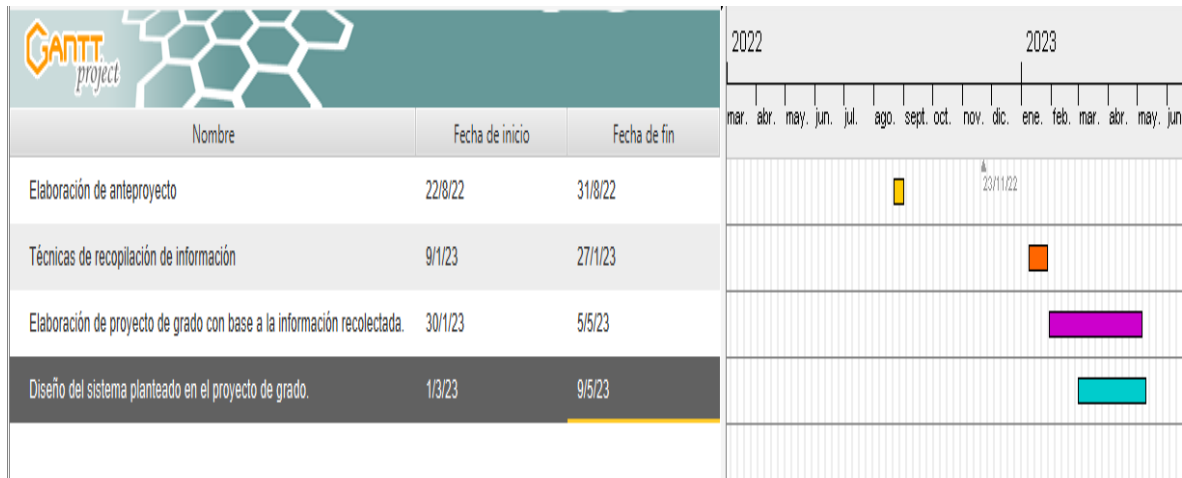 GANTT
project
Nombre Fecha de inicio Fecha de fin
Elaboración de anteproyecto 22/8/22 31/8/22
Técnicas de recopilación de información 9/1/23 27/1/23
Elaboración de proyecto de grado con base a la información recolectada. 30/1/23 5/5/23
Diseño del sistema planteado en el proyecto de grado. 1/3/23 9/5/23
2022 2023
mar. abr. may. jun. jul. ago. sept. oct. nov. dic. ene. feb. mar. abr. may. jun
23/11/22